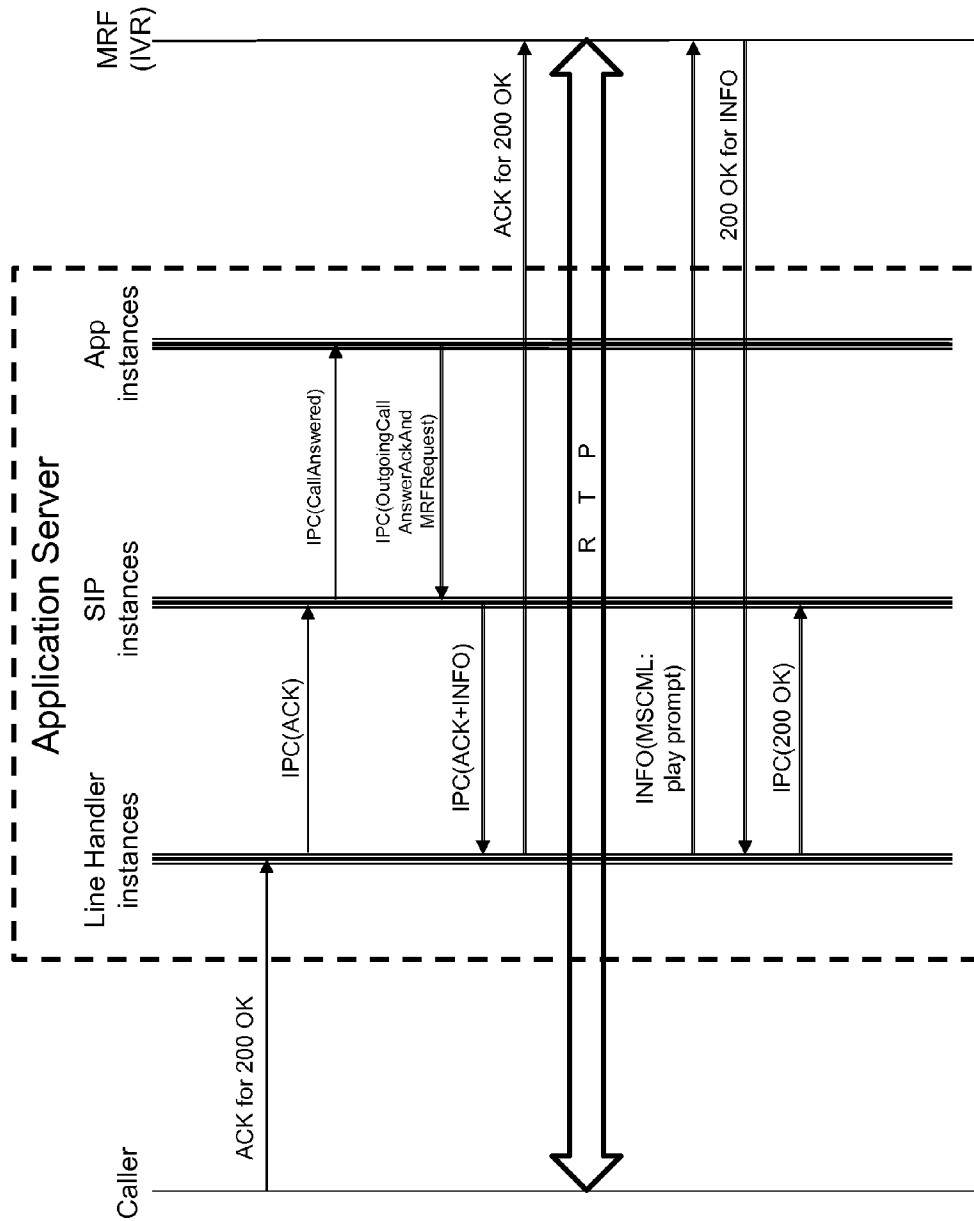 Application Server
Caller
Line Handler
instances
SIP
instances
App
instances
MRF
(IVR)
ACK for 200 OK
IPC(ACK)
IPC(CallAnswered)
IPC(OutgoingCall
AnswerAckAnd
MRFRequest)
IPC(ACK+INFO)
ACK for 200 OK
R T P
INFO(MSCML:
play prompt)
200 OK for INFO
IPC(200 OK)